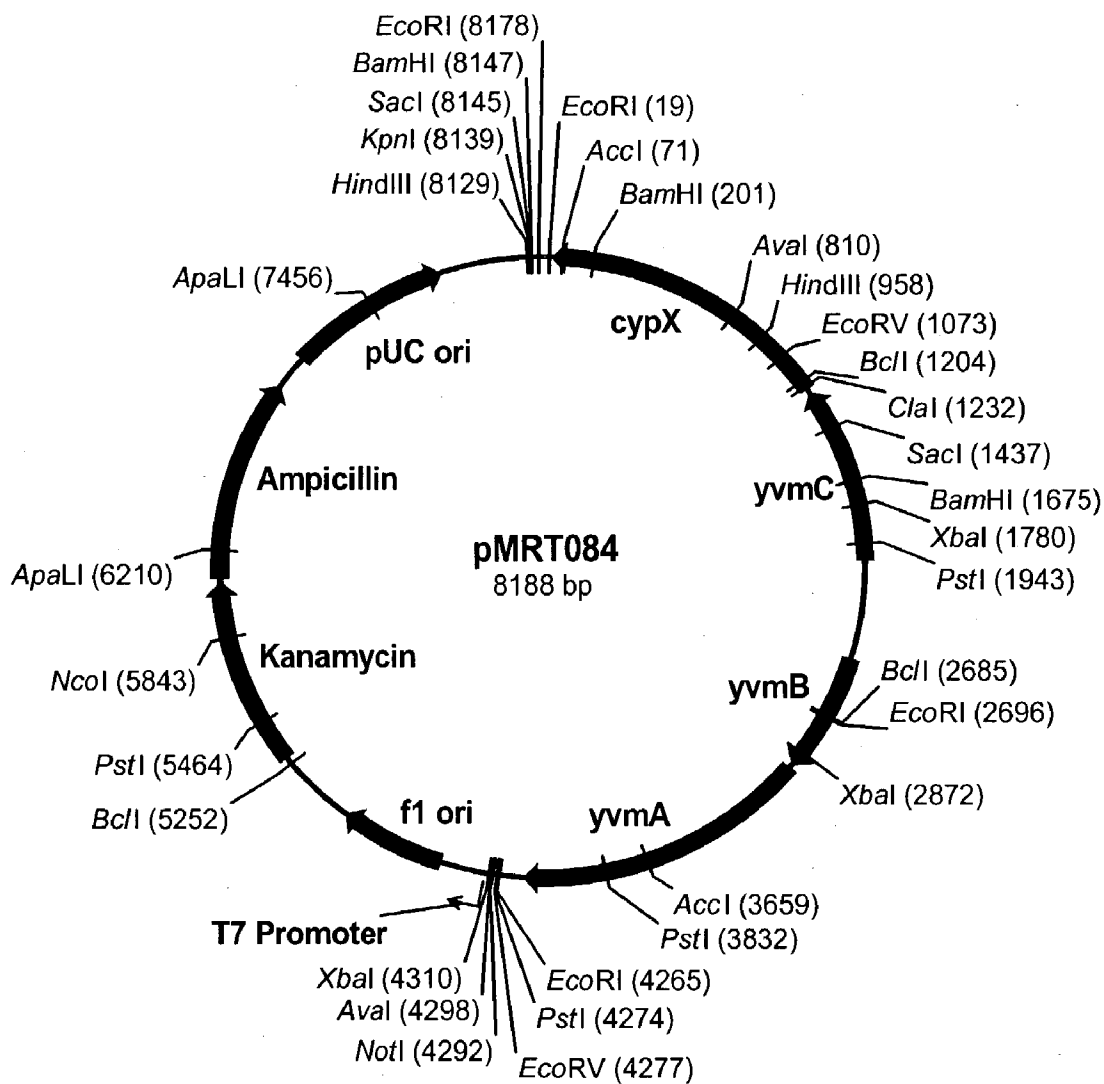 EcoRI (8178)
BamHI (8147)
SacI (8145)
KpnI (8139)
HindIII (8129)
EcoRI (19)
AccI (71)
BamHI (201)
AvaI (810)
HindIII (958)
EcoRV (1073)
BclI (1204)
ClaI (1232)
SacI (1437)
BamHI (1675)
XbaI (1780)
PstI (1943)
BclI (2685)
EcoRI (2696)
XbaI (2872)
AccI (3659)
PstI (3832)
EcoRI (4265)
PstI (4274)
EcoRV (4277)
NotI (4292)
AvaI (4298)
XbaI (4310)
T7 Promoter
f1 ori
BclI (5252)
PstI (5464)
NcoI (5843)
Kanamycin
ApaLI (6210)
Ampicillin
ApaLI (7456)
pUC ori
cypX
yvmC
yvmB
yvmA
pMRT084
8188 bp